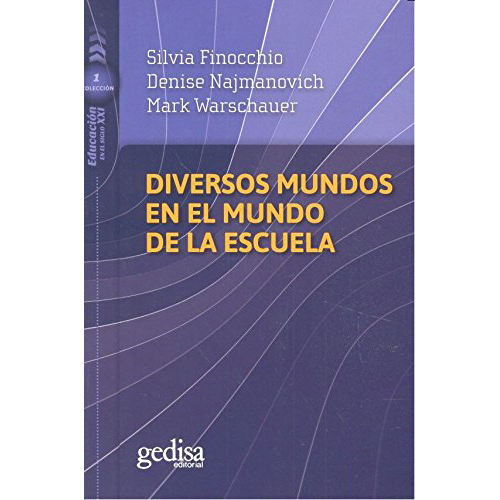 Silvia Finocchio
Denise Najmanovich
Mark Warschauer
1
COLECCIÓN
Educación
EN EL SIGLO XXI
DIVERSOS MUNDOS
EN EL MUNDO
DE LA ESCUELA
gedisa
editorial